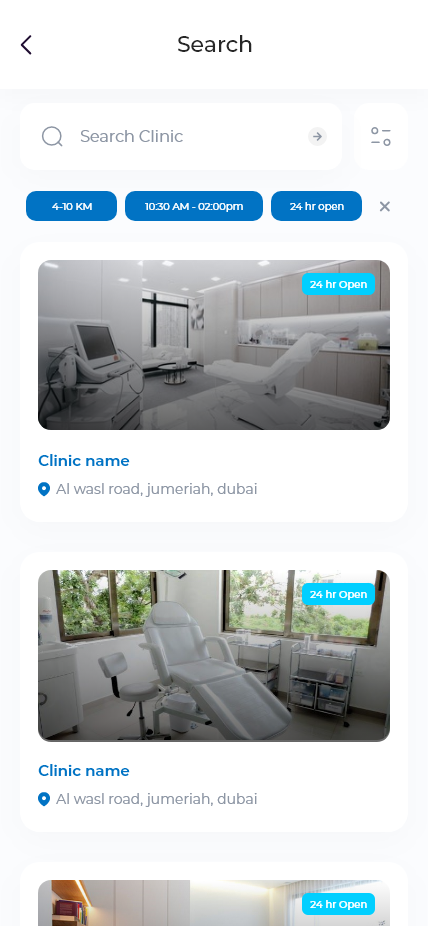 Search
Search Clinic
4-10 KM
10:30 AM - 02:00pm
24 hr open
24 hr Open
Clinic name
Al wasl road, jumeriah, dubai
24 hr Open
Clinic name
Al wasl road, jumeriah, dubai
24 hr Open